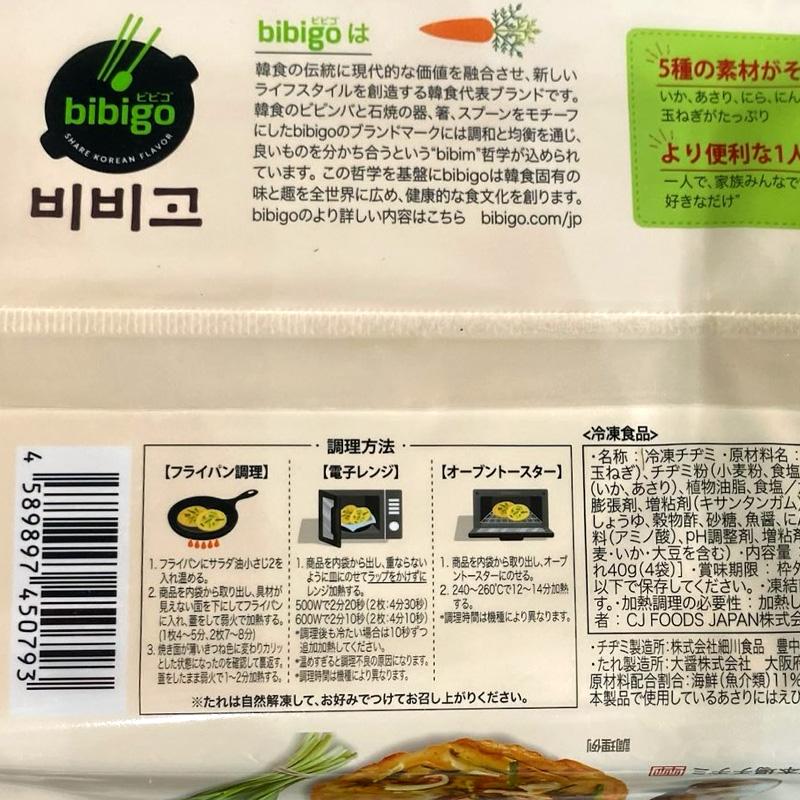 ビビゴ
bibigo
SHARE KOREAN FLAVOR
비비고
ビビゴ
bibigo は
韓食の伝統に現代的な価値を融合させ、新しい
ライフスタイルを創造する韓食代表ブランドです。
韓食のビビンバと石焼の器、箸、スプーンをモチーフ
にしたbibigoのブランドマークには調和と均衡を通じ、
良いものを分かち合うという“bibim”哲学が込められ
ています。この哲学を基盤にbibigoは韓食固有の
味と趣を全世界に広め、健康的な食文化を創ります。
bibigoのより詳しい内容はこちら bibigo.com/jp
5種の素材がそ
いか、あさり、にら、にん
玉ねぎがたっぷり
より便利な1人
一人で、家族みんなで
好きなだけ”
4 589897 450793
調理方法
【フライパン調理】
1. フライパンにサラダ油小さじ2を
入れ温める。
2. 商品を内袋から取り出し、具材が
見えない面を下にしてフライパン
に入れ、蓋をして弱火で加熱する。
(1枚4~5分、2枚7~8分)
3. 焼き面が薄いきつね色に変わりカリッ
とした状態になったのを確認して裏返す。
蓋をしたまま弱火で1~2分加熱する。
【電子レンジ】
1. 商品を内袋から出し、重ならない
ように皿にのせてラップをかけずに
レンジ加熱する。
500Wで2分20秒(2枚:4分30秒)
600Wで2分10秒(2枚:4分10秒)
*調理後も冷たい場合は10秒ずつ
追加加熱してください。
*温めすぎると調理不良の原因になります。
*調理時間は機種により異なります。
【オーブントースター】
1. 商品を内袋から取り出し、オーブ
ントースターにのせる。
2. 240~260℃で12~14分加熱
する。
*調理時間は機種により異なります。
※たれは自然解凍して、お好みでつけてお召し上がりください。
<冷凍食品>
・名称：冷凍チヂミ・原材料名：
玉ねぎ)、チヂミ粉(小麦粉、食塩
(いか、あさり)、植物油脂、食塩/
膨張剤、増粘剤(キサンタンガム
しょうゆ、穀物酢、砂糖、魚醤、にん
料(アミノ酸)、PH調整剤、増粘剤
麦・いか・大豆を含む)・内容量：
れ40g(4袋)]・賞味期限：枠タ
以下で保存してください。・凍結
す。・加熱調理の必要性：加熱し
者：CJ FOODS JAPAN株式会
・チヂミ製造所:株式会社細川食品 豊中
・たれ製造所:大醤株式会社 大阪府
原材料配合割合:海鮮(魚介類)11%
本製品で使用しているあさりにはえび
調理例
本場チヂミ